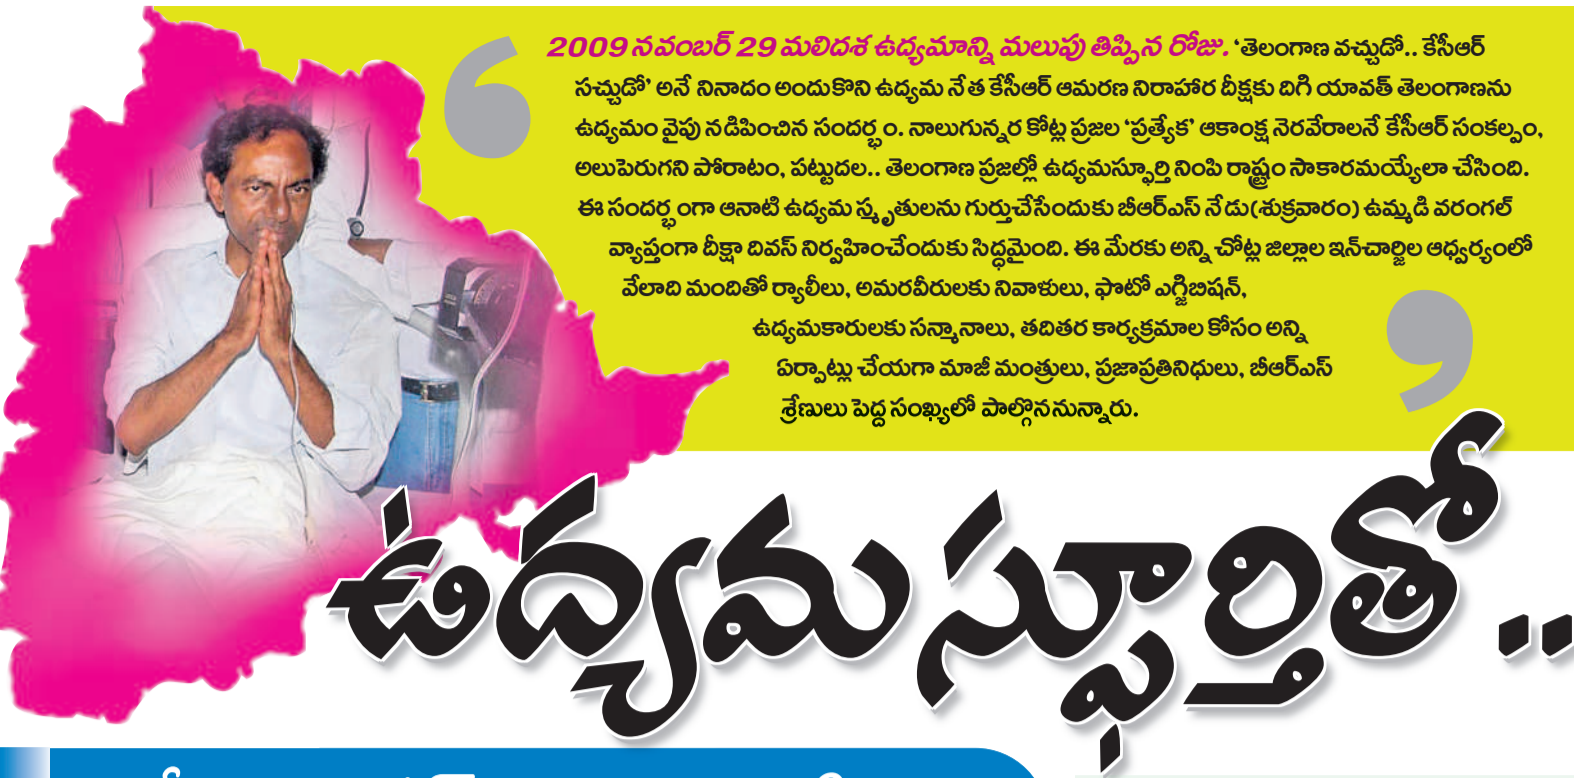 2009 నవంబర్ 29 మలిదశ ఉద్యమాన్ని మలుపు తిప్పిన రోజు. ‘తెలంగాణ వచ్చుడో.. కేసీఆర్
సచ్చుడో’ అనే నినాదం అందుకొని ఉద్యమ నేత కేసీఆర్ ఆమరణ నిరాహార దీక్షకు దిగి యావత్ తెలంగాణను
ఉద్యమం వైపు నడిపించిన సందర్భం. నాలుగున్నర కోట్ల ప్రజల ‘ప్రత్యేక’ ఆకాంక్ష నెరవేరాలనే కేసీఆర్ సంకల్పం,
అలుపెరుగని పోరాటం, పట్టుదల.. తెలంగాణ ప్రజల్లో ఉద్యమస్ఫూర్తి నింపి రాష్ట్రం సాకారమయ్యేలా చేసింది.
ఈ సందర్భంగా ఆనాటి ఉద్యమ స్మృతులను గుర్తుచేసేందుకు బీఆర్ఎస్ నేడు(శుక్రవారం) ఉమ్మడి వరంగల్
వ్యాప్తంగా దీక్షా దివస్ నిర్వహించేందుకు సిద్ధమైంది. ఈ మేరకు అన్ని చోట్ల జిల్లాల ఇన్‌చార్జిల ఆధ్వర్యంలో
వేలాది మందితో ర్యాలీలు, అమరవీరులకు నివాళులు, ఫొటో ఎగ్జిబిషన్,
ఉద్యమకారులకు సన్మానాలు, తదితర కార్యక్రమాల కోసం అన్ని
ఏర్పాట్లు చేయగా మాజీ మంత్రులు, ప్రజాప్రతినిధులు, బీఆర్ఎస్
శ్రేణులు పెద్ద సంఖ్యలో పాల్గొననున్నారు.
ఉద్యమ స్ఫూర్తితో..